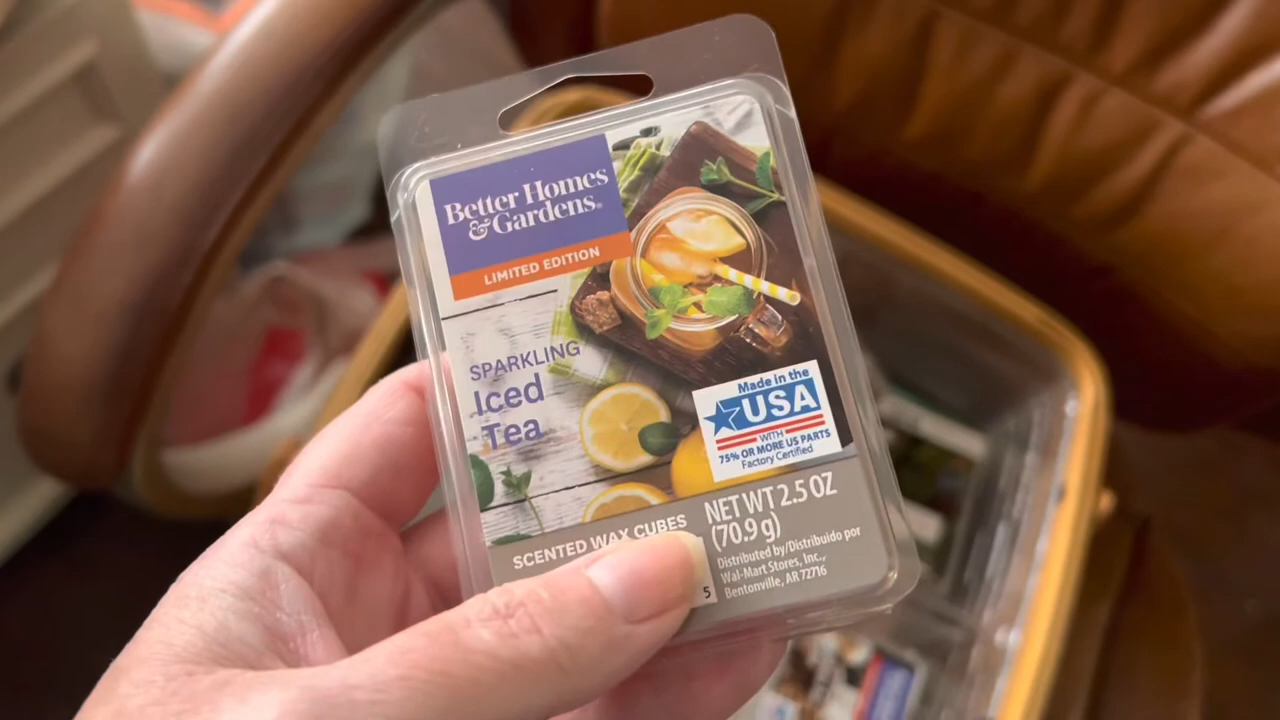 Better Homes
& Gardens®
LIMITED EDITION
SPARKLING
Iced
Tea
Made in the
USA
WITH
75% OR MORE US PARTS
Factory Certified
SCENTED WAX CUBES
NET WT 2.5 OZ
(70.9 g)
Distributed by/Distribuido por
Wal-Mart Stores, Inc.,
Bentonville, AR 72716
5